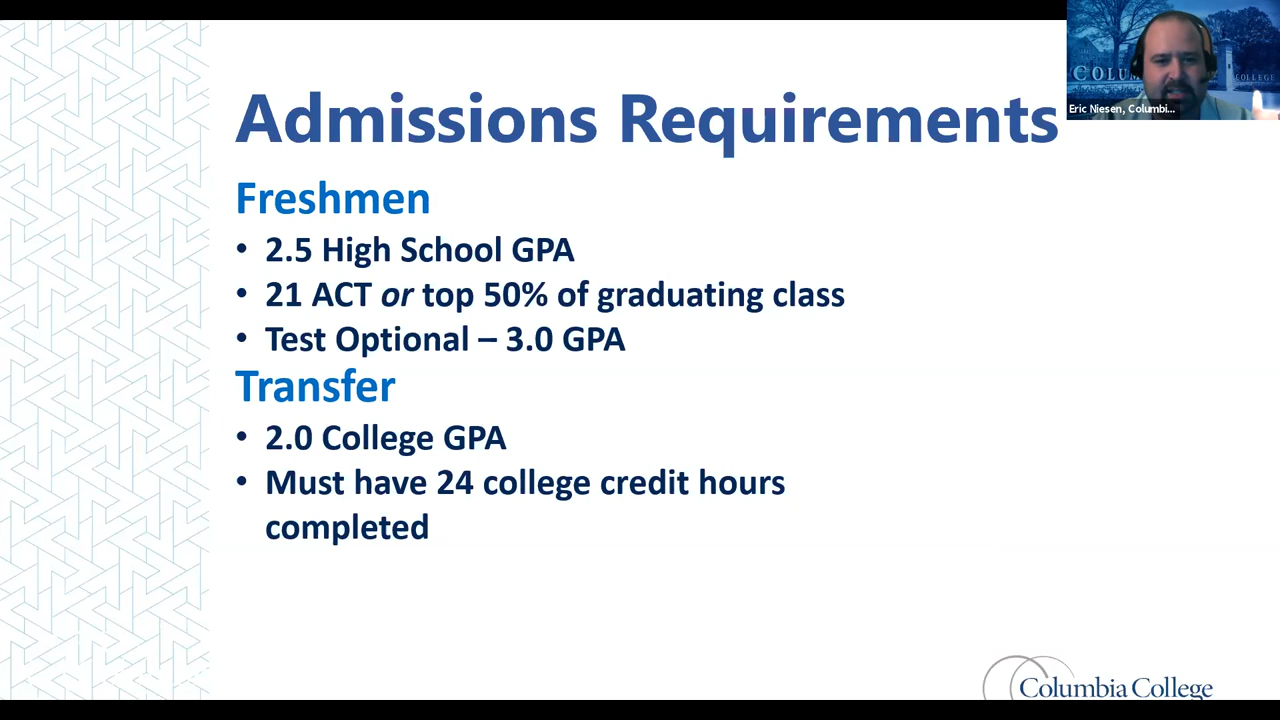 Admissions Requirements
Freshmen
• 2.5 High School GPA
• 21 ACT or top 50% of graduating class
• Test Optional – 3.0 GPA
Transfer
• 2.0 College GPA
• Must have 24 college credit hours
completed
COLU
COLLEGE
Eric Niesen, Columbi...
Columbia College